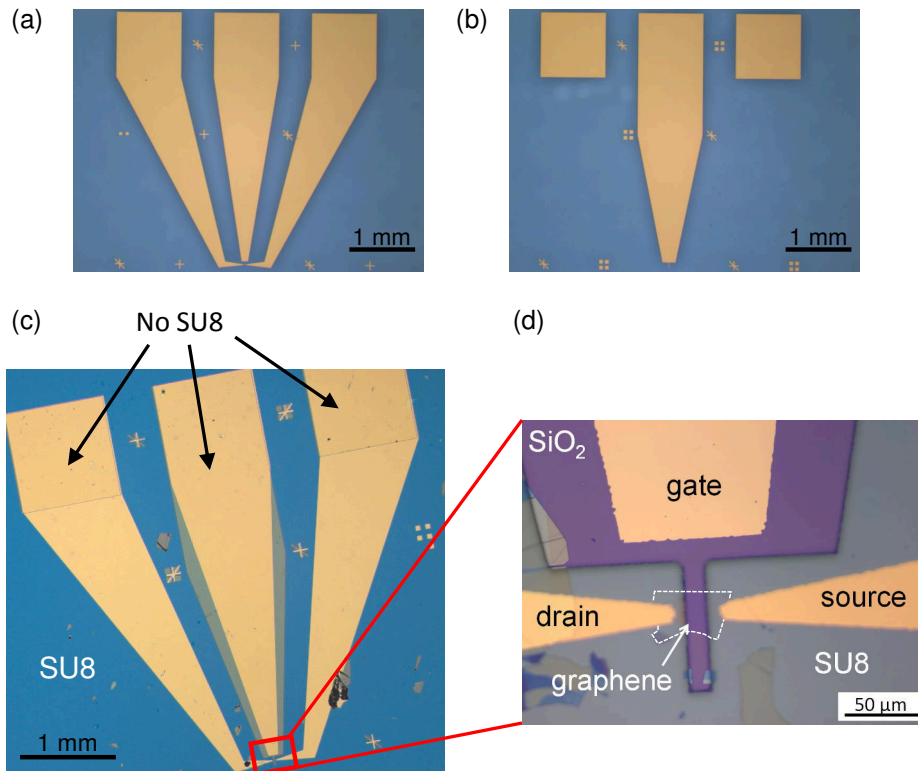 (a)
(b)
1 mm
1 mm
(c)
No SU8
(d)
SU8
1 mm
SiO₂
gate
drain
source
graphene
SU8
50 µm